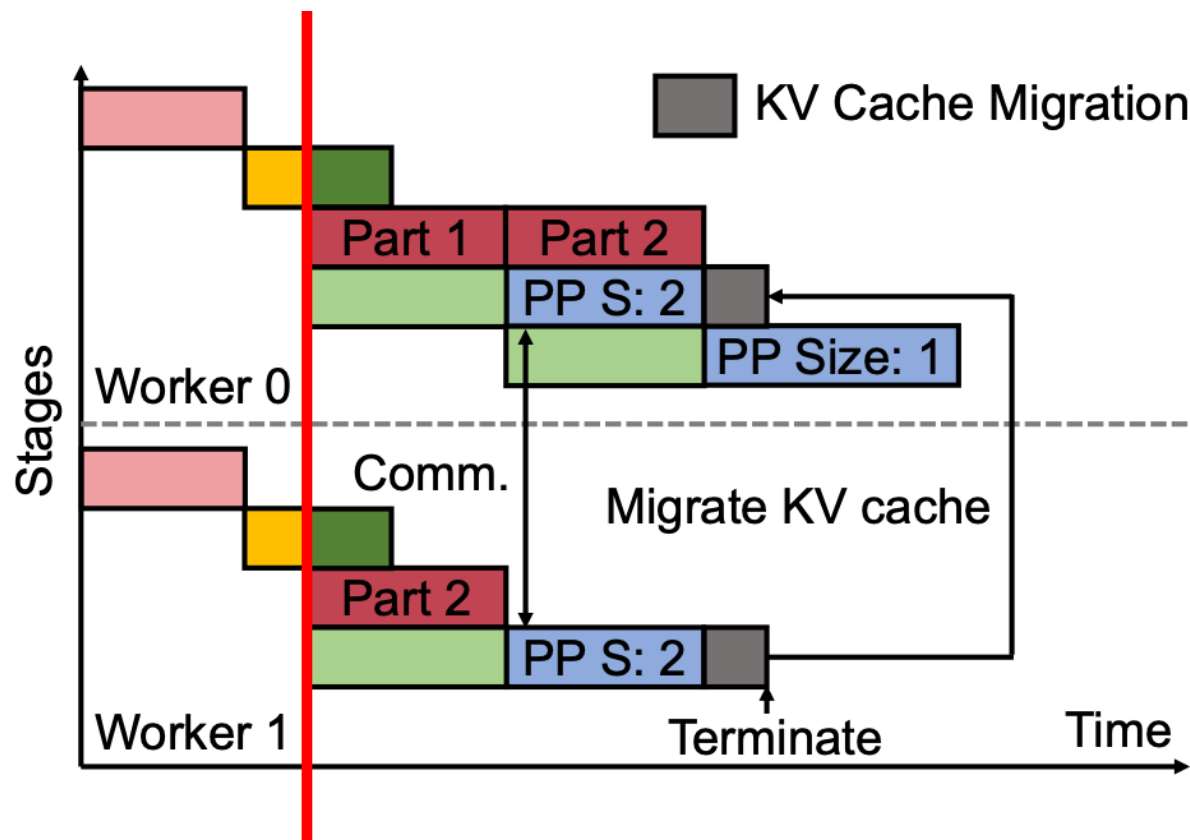 KV Cache Migration
Part 1
Part 2
PP S: 2
PP Size: 1
Worker 0
Stages
Comm.
Migrate KV cache
Part 2
PP S: 2
Worker 1
Terminate
Time